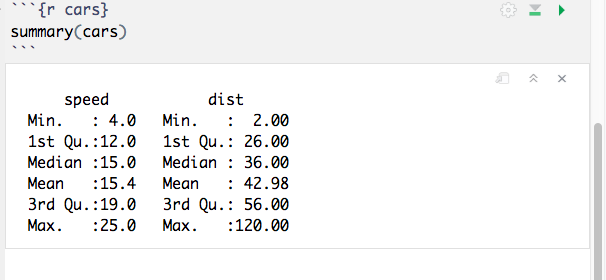 ```{r cars}
summary(cars)
```
     speed           dist
 Min.   : 4.0   Min.   :  2.00
 1st Qu.:12.0   1st Qu.: 26.00
 Median :15.0   Median : 36.00
 Mean   :15.4   Mean   : 42.98
 3rd Qu.:19.0   3rd Qu.: 56.00
 Max.   :25.0   Max.   :120.00